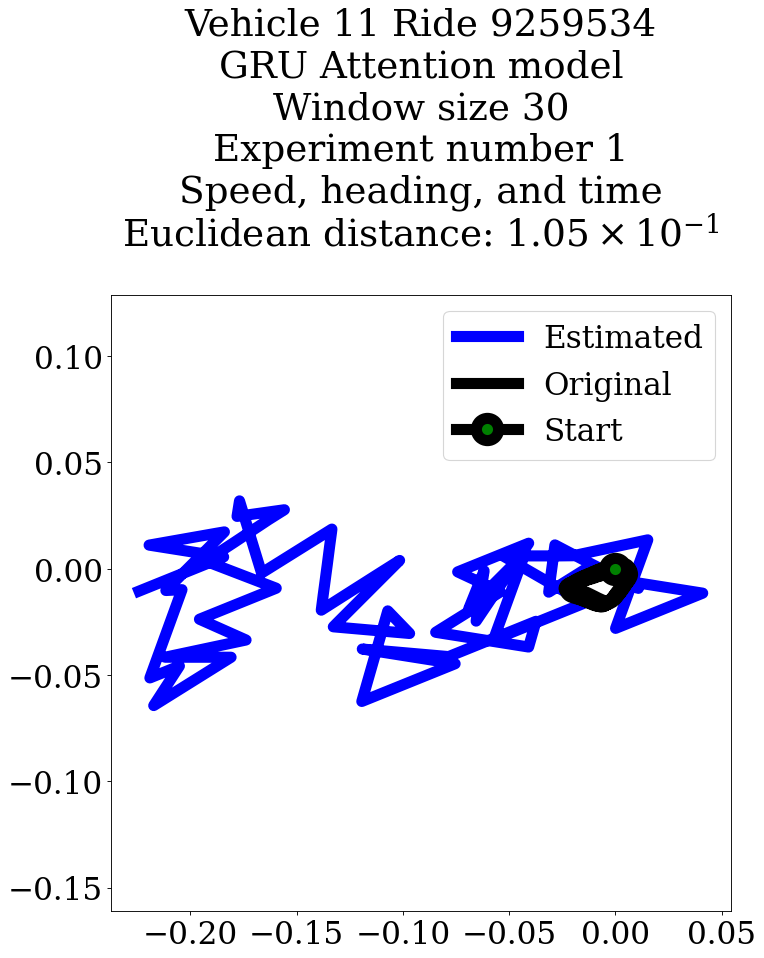 Vehicle 11 Ride 9259534
GRU Attention model
Window size 30
Experiment number 1
Speed, heading, and time
Euclidean distance: 1.05 × 10⁻¹
Estimated
Original
Start
0.10
0.05
0.00
−0.05
−0.10
−0.15
−0.20 −0.15 −0.10 −0.05 0.00 0.05